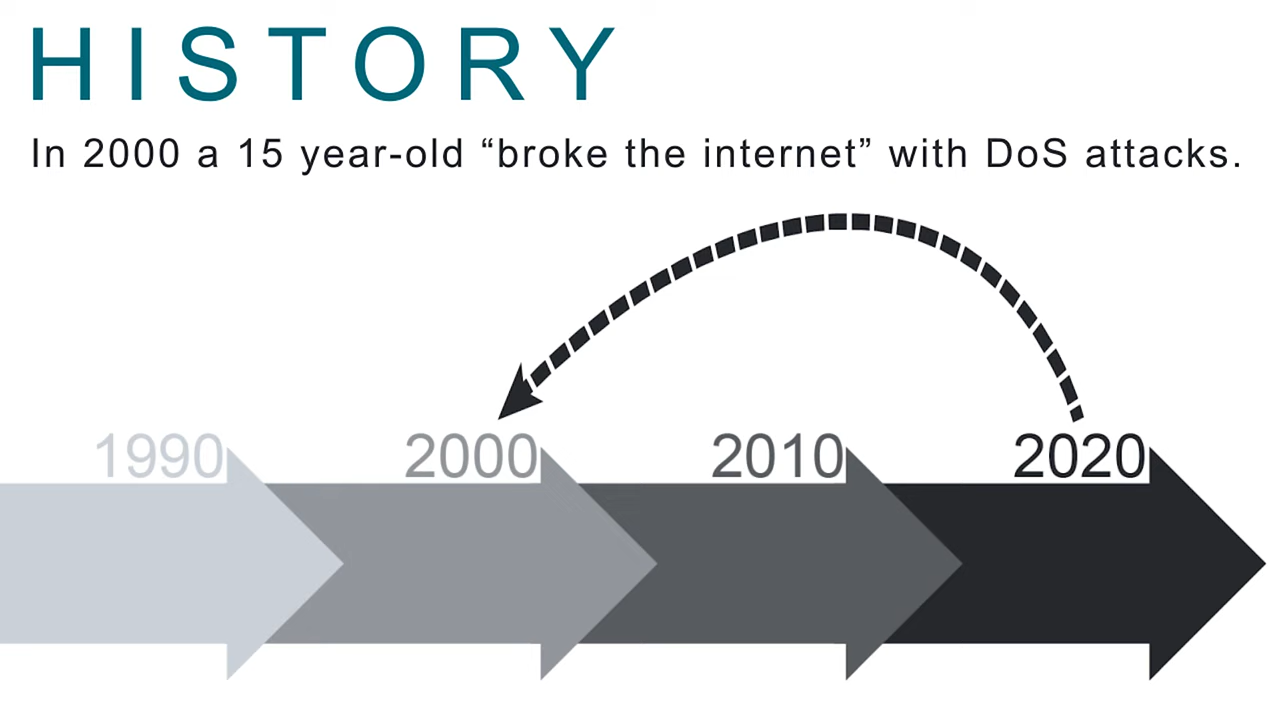 HISTORY
In 2000 a 15 year-old “broke the internet” with DoS attacks.
1990 2000 2010 2020